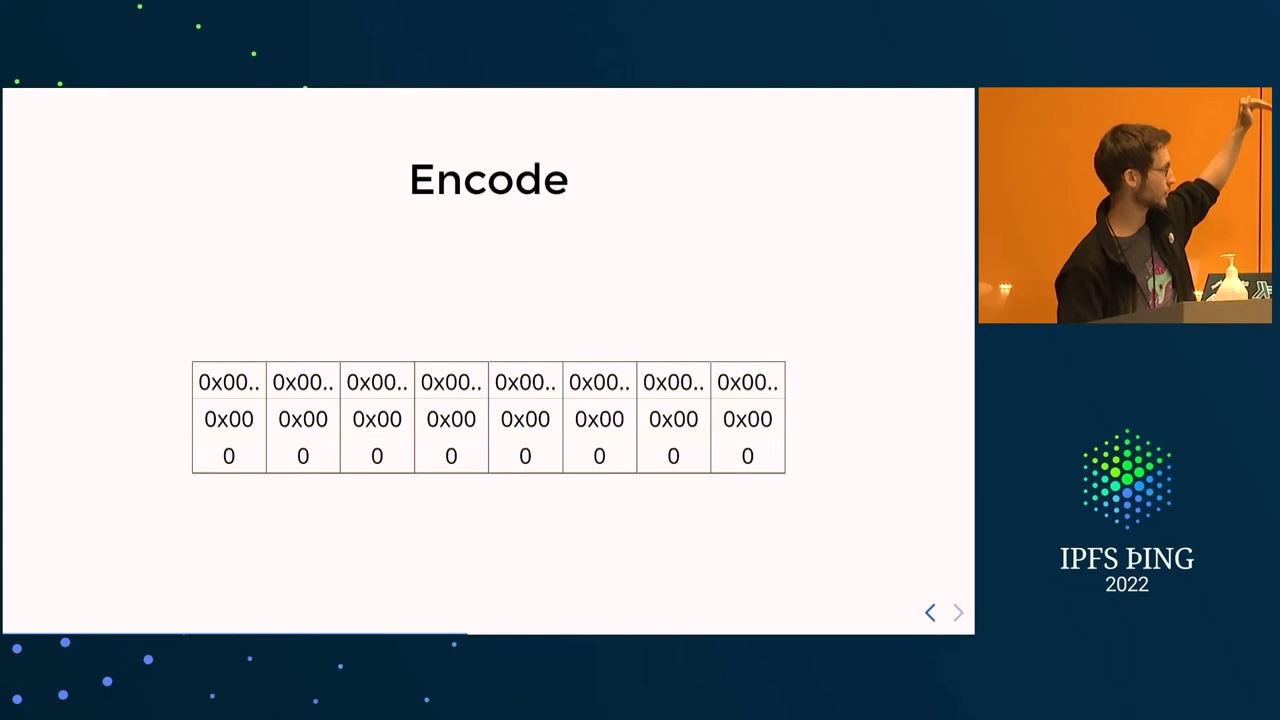 Encode
0x00.. 0x00.. 0x00.. 0x00.. 0x00.. 0x00.. 0x00.. 0x00..
0x00 0x00 0x00 0x00 0x00 0x00 0x00 0x00
0 0 0 0 0 0 0 0
IPFS ÞING
2022